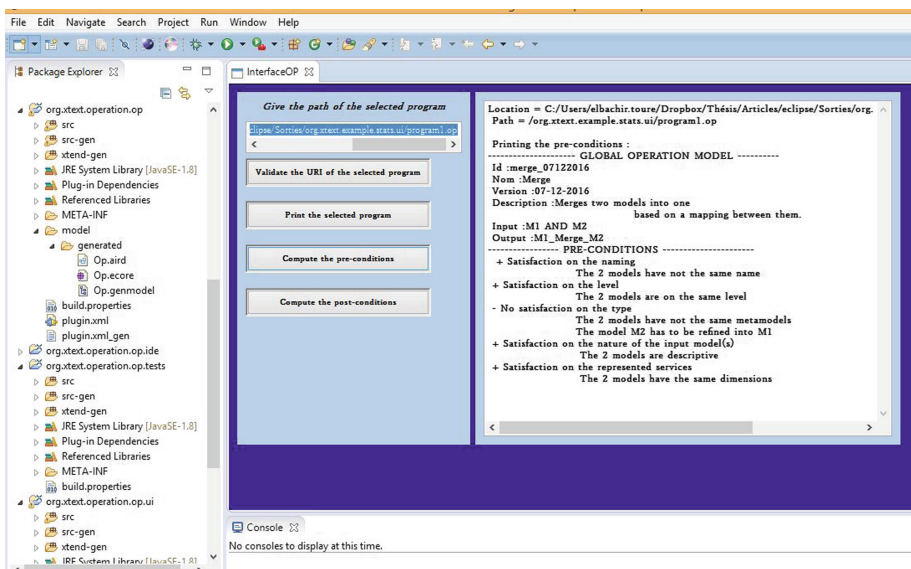 File Edit Navigate Search Project Run Window Help
Package Explorer
org.xtext.operation.op
src
src-gen
xtend-gen
JRE System Library [JavaSE-1.8]
Plug-in Dependencies
Referenced Libraries
META-INF
model
generated
Op.aird
Op.ecore
Op.genmodel
build.properties
plugin.xml
plugin.xml_gen
org.xtext.operation.op.ide
org.xtext.operation.op.tests
src
src-gen
xtend-gen
JRE System Library [JavaSE-1.8]
Plug-in Dependencies
Referenced Libraries
META-INF
build.properties
org.xtext.operation.op.ui
src
src-gen
xtend-gen
JRE System Library [JavaSE-1.8]
InterfaceOP
Give the path of the selected program
clipse/Sorties/org.xtext.example.stats.ui/program1.op
Validate the URI of the selected program
Print the selected program
Compute the pre-conditions
Compute the post-conditions
Location = C:/Users/elbachir.toure/Dropbox/Thésis/Articles/eclipse/Sorties/org.
Path = /org.xtext.example.stats.ui/program1.op
Printing the pre-conditions :
--------------------- GLOBAL OPERATION MODEL ----------
Id :merge_07122016
Nom :Merge
Version :07-12-2016
Description :Merges two models into one
based on a mapping between them.
Input :M1 AND M2
Output :M1_Merge_M2
----------------- PRE-CONDITIONS ----------------------
+ Satisfaction on the naming
The 2 models have not the same name
+ Satisfaction on the level
The 2 models are on the same level
- No satisfaction on the type
The 2 models have not the same metamodels
The model M2 has to be refined into M1
+ Satisfaction on the nature of the input model(s)
The 2 models are descriptive
+ Satisfaction on the represented services
The 2 models have the same dimensions
Console
No consoles to display at this time.